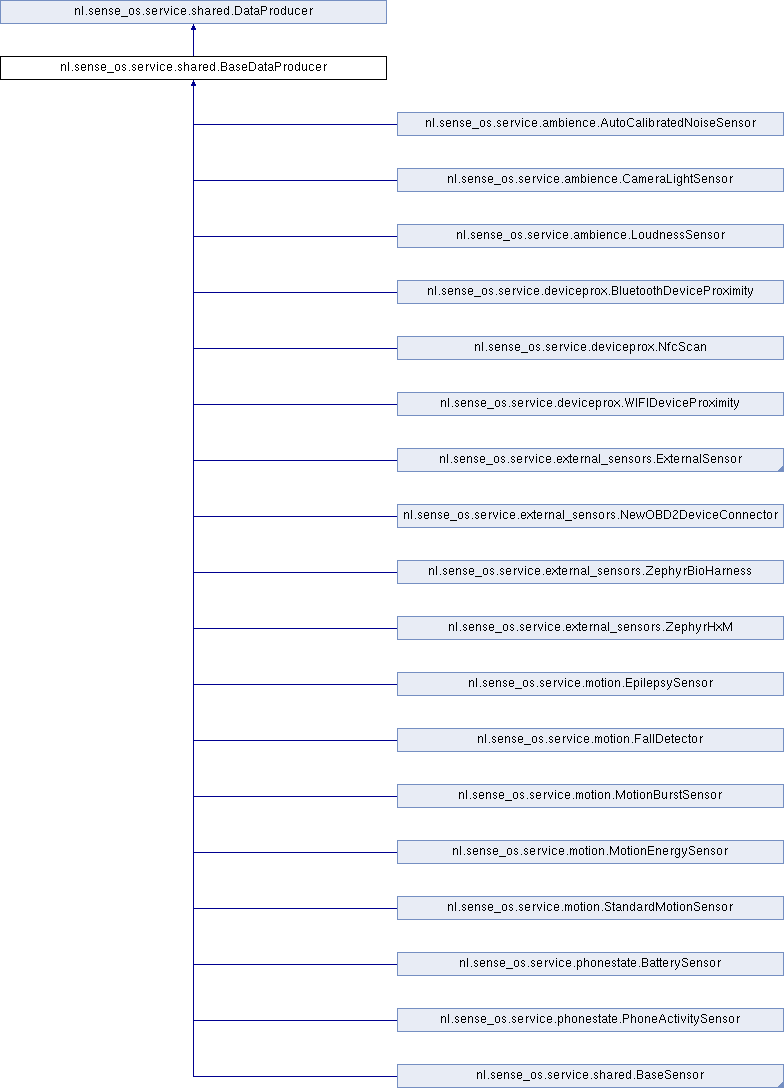 nl.sense_os.service.shared.DataProducer
nl.sense_os.service.shared.BaseDataProducer
nl.sense_os.service.ambience.AutoCalibratedNoiseSensor
nl.sense_os.service.ambience.CameraLightSensor
nl.sense_os.service.ambience.LoudnessSensor
nl.sense_os.service.deviceprox.BluetoothDeviceProximity
nl.sense_os.service.deviceprox.NfcScan
nl.sense_os.service.deviceprox.WIFIDeviceProximity
nl.sense_os.service.external_sensors.ExternalSensor
nl.sense_os.service.external_sensors.NewOBD2DeviceConnector
nl.sense_os.service.external_sensors.ZephyrBioHarness
nl.sense_os.service.external_sensors.ZephyrHxM
nl.sense_os.service.motion.EpilepsySensor
nl.sense_os.service.motion.FallDetector
nl.sense_os.service.motion.MotionBurstSensor
nl.sense_os.service.motion.MotionEnergySensor
nl.sense_os.service.motion.StandardMotionSensor
nl.sense_os.service.phonestate.BatterySensor
nl.sense_os.service.phonestate.PhoneActivitySensor
nl.sense_os.service.shared.BaseSensor